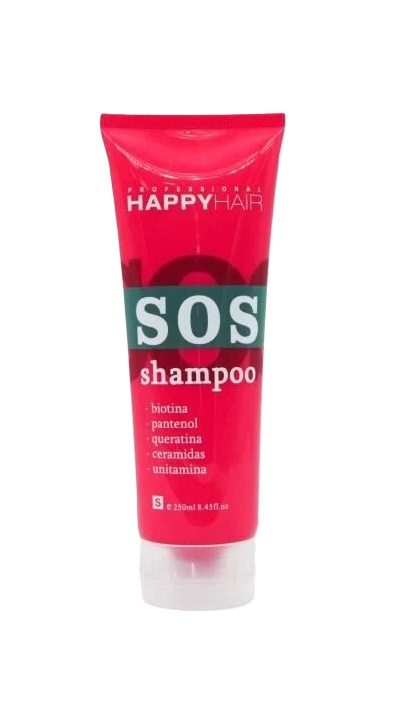 PROFESSIONAL
HAPPYHAIR
SOS
shampoo
· biotina
· pantenol
· queratina
· ceramidas
· unitamina
S e 250ml 8.45fl.oz